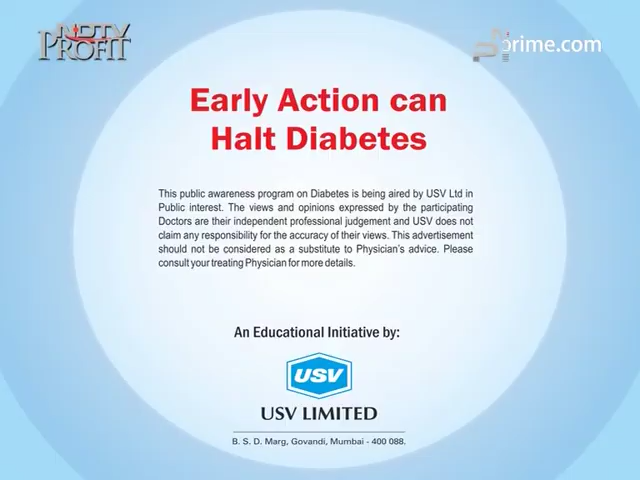 NDTV
PROFIT
prime.com
Early Action can
Halt Diabetes
This public awareness program on Diabetes is being aired by USV Ltd in
Public interest. The views and opinions expressed by the participating
Doctors are their independent professional judgement and USV does not
claim any responsibility for the accuracy of their views. This advertisement
should not be considered as a substitute to Physician's advice. Please
consult your treating Physician for more details.
An Educational Initiative by:
USV
USV LIMITED
B. S. D. Marg, Govandi, Mumbai - 400 088.